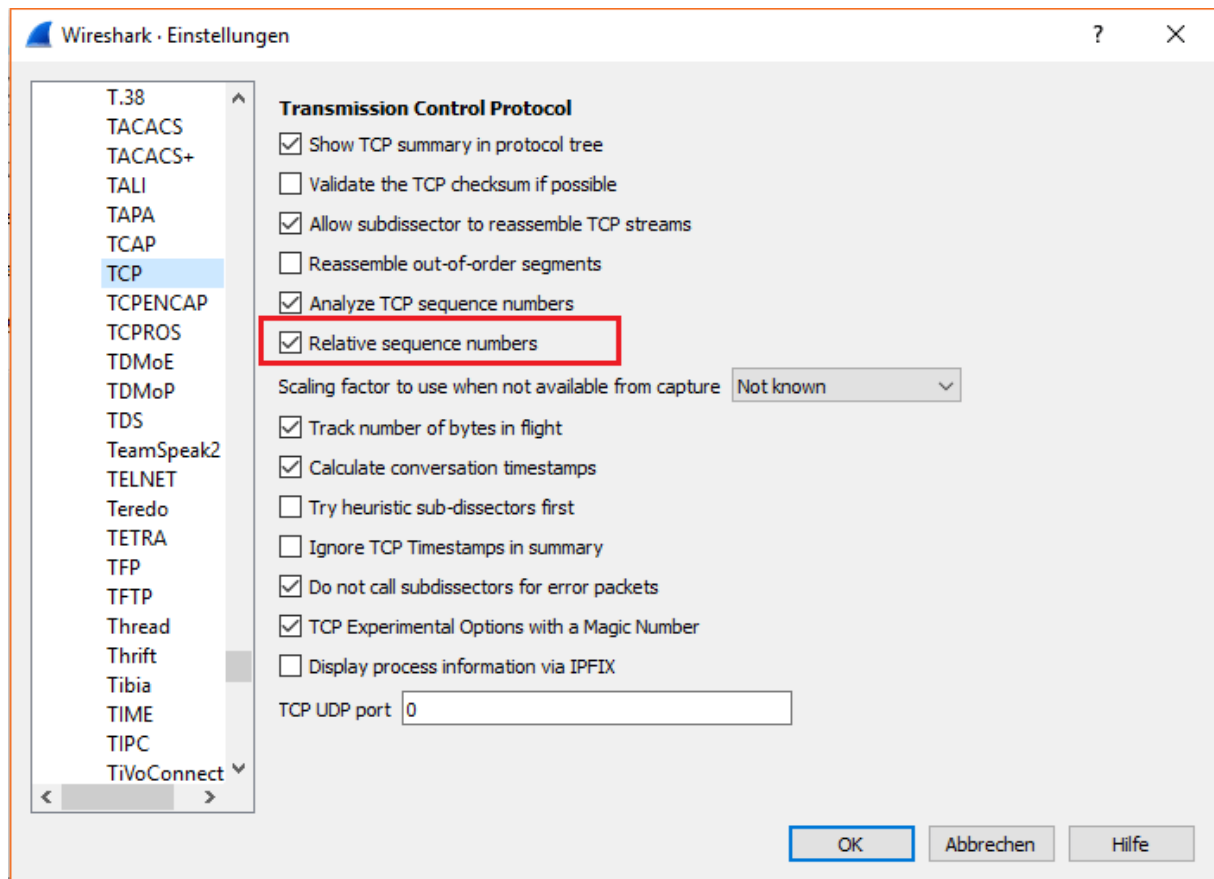 Wireshark · Einstellungen
?
T.38
TACACS
TACACS+
TALI
TAPA
TCAP
TCP
TCPENCAP
TCPROS
TDMoE
TDMoP
TDS
TeamSpeak2
TELNET
Teredo
TETRA
TFP
TFTP
Thread
Thrift
Tibia
TIME
TIPC
TiVoConnect
Transmission Control Protocol
Show TCP summary in protocol tree
Validate the TCP checksum if possible
Allow subdissector to reassemble TCP streams
Reassemble out-of-order segments
Analyze TCP sequence numbers
Relative sequence numbers
Scaling factor to use when not available from capture Not known
Track number of bytes in flight
Calculate conversation timestamps
Try heuristic sub-dissectors first
Ignore TCP Timestamps in summary
Do not call subdissectors for error packets
TCP Experimental Options with a Magic Number
Display process information via IPFIX
TCP UDP port 0
OK Abbrechen Hilfe